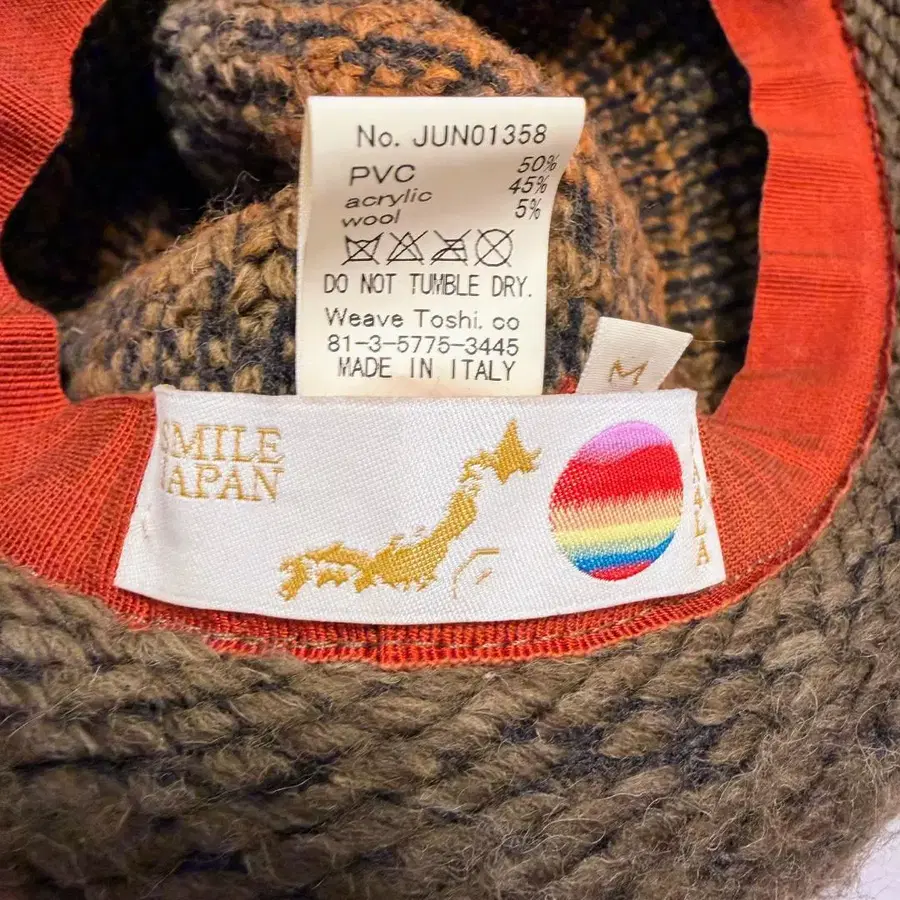 No. JUN01358
PVC 50%
acrylic 45%
wool 5%
DO NOT TUMBLE DRY.
Weave Toshi. co
81-3-5775-3445
MADE IN ITALY
M
SMILE
JAPAN
CA4LA